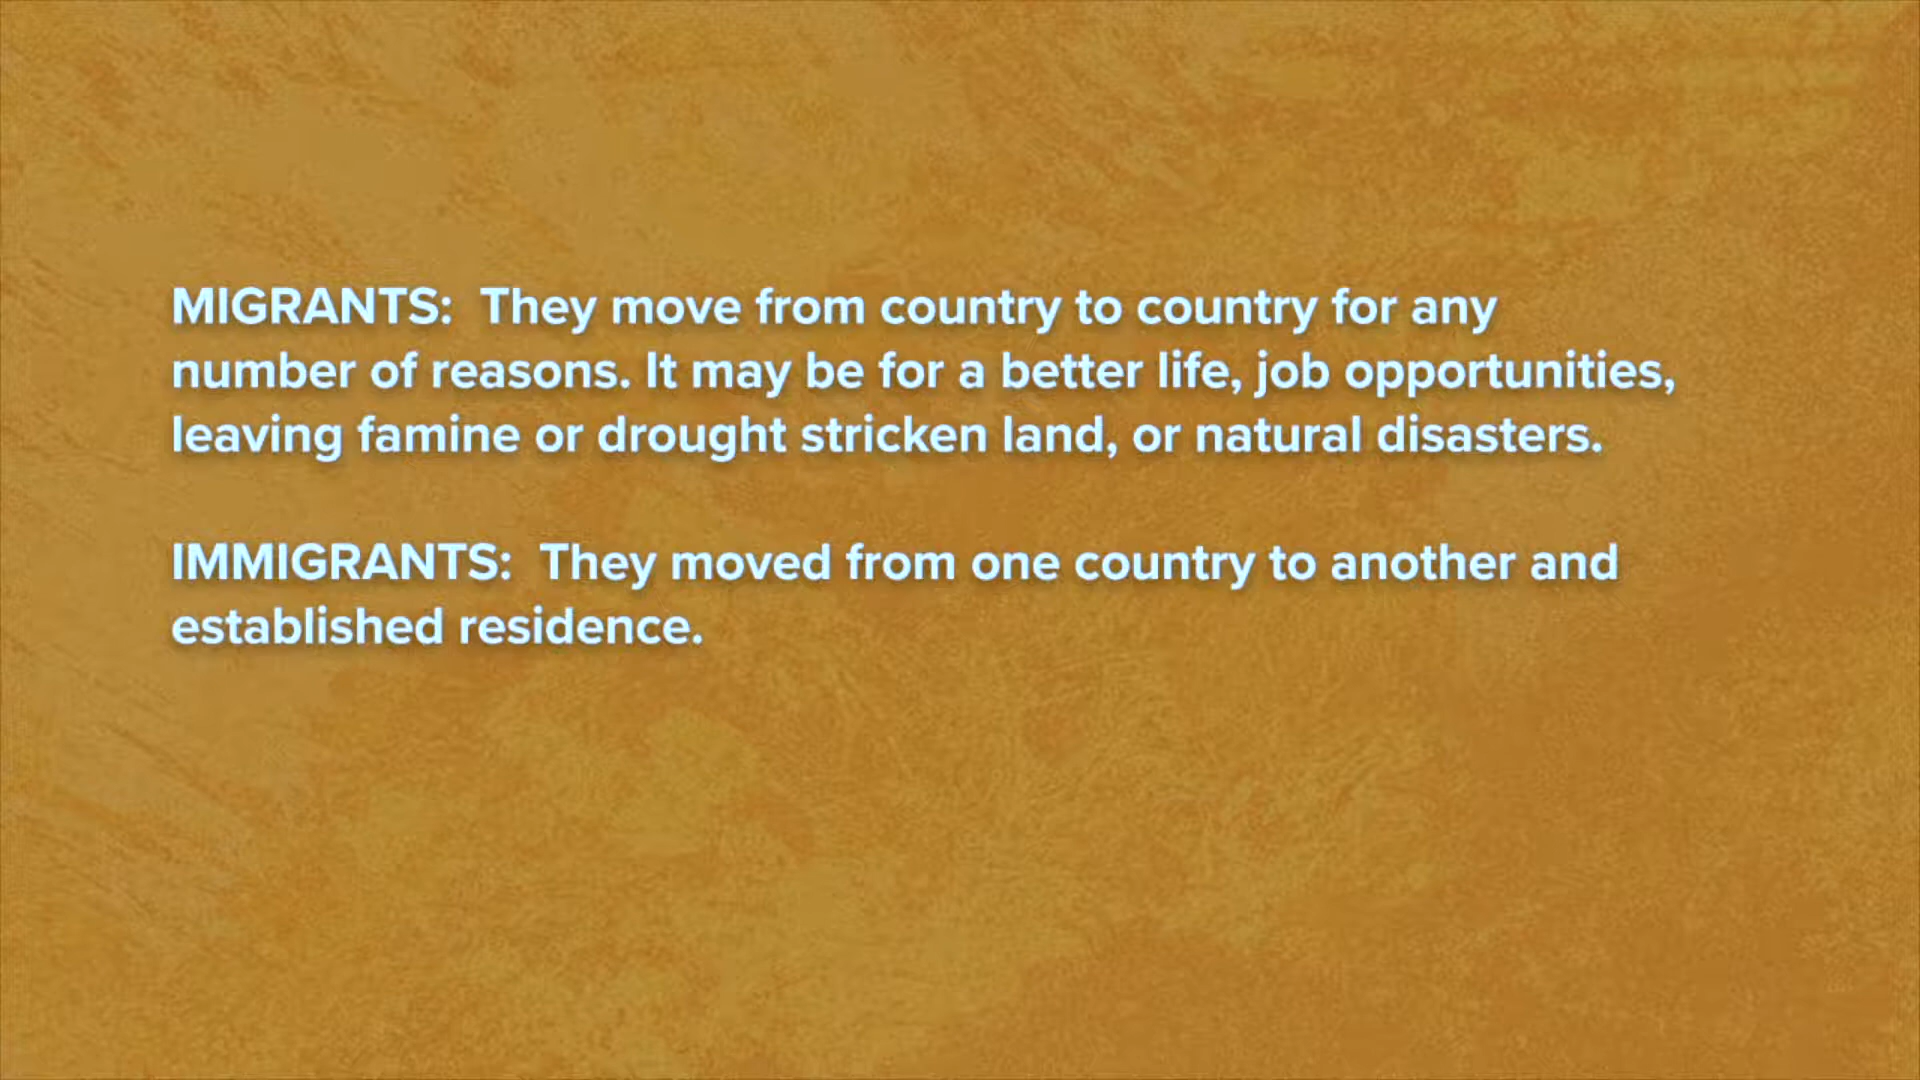 MIGRANTS:  They move from country to country for any
number of reasons. It may be for a better life, job opportunities,
leaving famine or drought stricken land, or natural disasters.
IMMIGRANTS:  They moved from one country to another and
established residence.